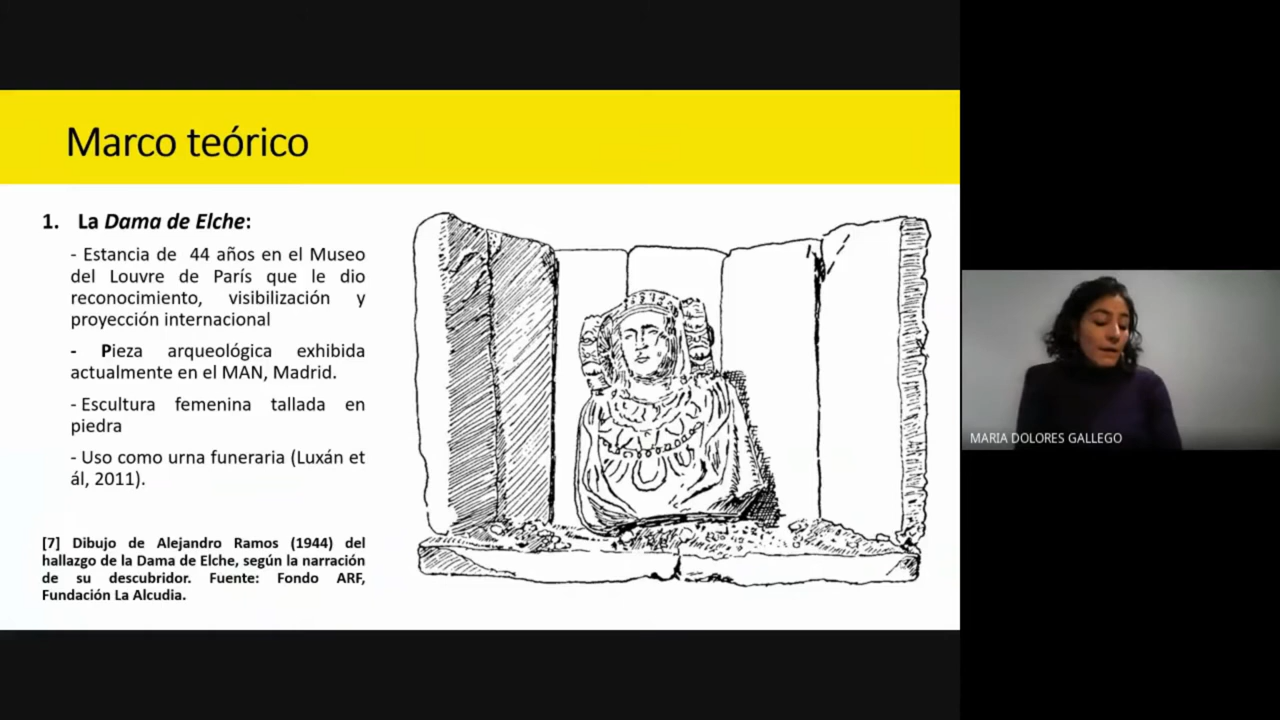 Marco teórico
1. La Dama de Elche:
- Estancia de 44 años en el Museo
del Louvre de París que le dio
reconocimiento, visibilización y
proyección internacional
- Pieza arqueológica exhibida
actualmente en el MAN, Madrid.
- Escultura femenina tallada en
piedra
- Uso como urna funeraria (Luxán et
ál, 2011).
[7] Dibujo de Alejandro Ramos (1944) del
hallazgo de la Dama de Elche, según la narración
de su descubridor. Fuente: Fondo ARF,
Fundación La Alcudia.
MARIA DOLORES GALLEGO